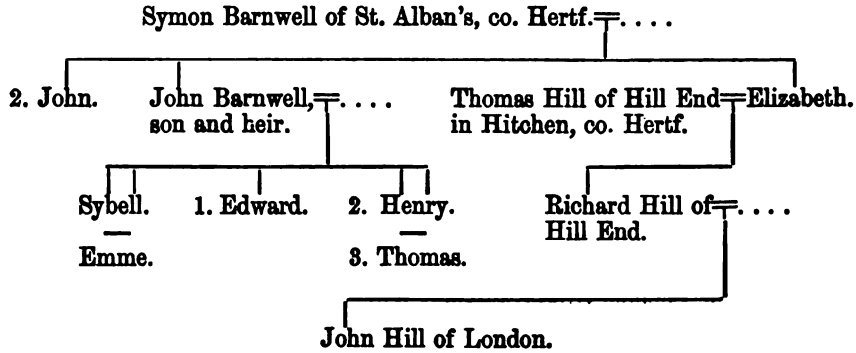 Symon Barnwell of St. Alban's, co. Hertf.=. . . .
2. John. John Barnwell,=. . . . Thomas Hill of Hill End=Elizabeth.
son and heir. in Hitchen, co. Hertf.
Sybell. 1. Edward. 2. Henry. Richard Hill of=. . . .
Hill End.
Emme. 3. Thomas.
John Hill of London.